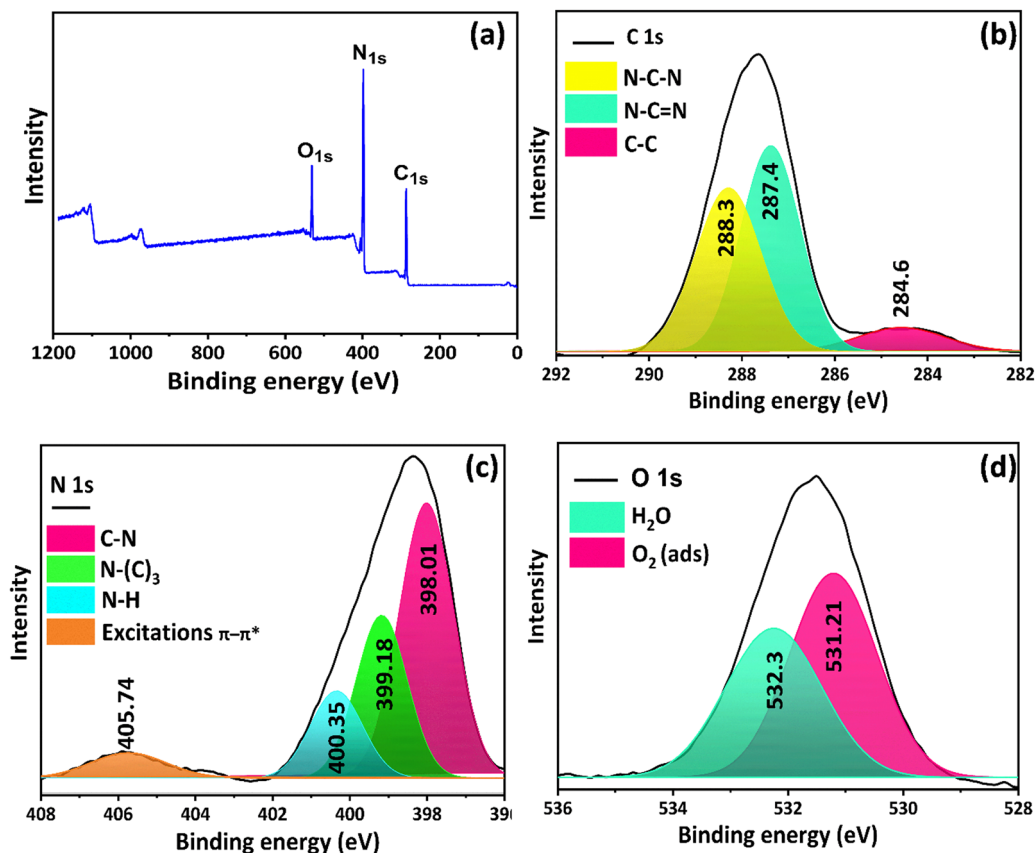 (a)
N1s
O1s
C1s
Intensity
1200 1000 800 600 400 200 0
Binding energy (eV)
(b)
C 1s
N-C-N
N-C=N
C-C
288.3
287.4
284.6
Intensity
292 290 288 286 284 282
Binding energy (eV)
(c)
N 1s
C-N
N-(C)3
N-H
Excitations π–π*
405.74
400.35
399.18
398.01
Intensity
408 406 404 402 400 398 39
Binding energy (eV)
(d)
O 1s
H2O
O2 (ads)
532.3
531.21
Intensity
536 534 532 530 528
Binding energy (eV)